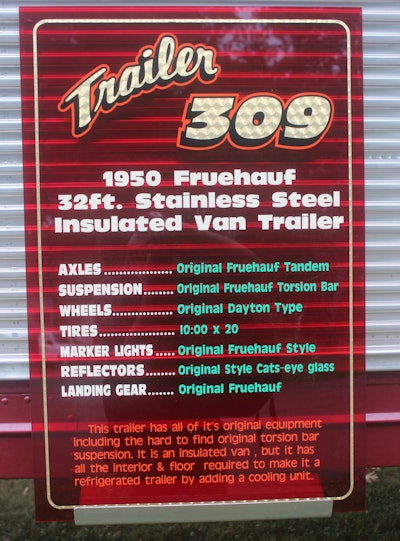 Trailer
309
1950 Fruehauf
32ft. Stainless Steel
Insulated Van Trailer
AXLES.................. Original Fruehauf Tandem
SUSPENSION........ Original Fruehauf Torsion Bar
WHEELS................ Original Dayton Type
TIRES.................... 10:00 x 20
MARKER LIGHTS ..... Original Fruehauf Style
REFLECTORS........ Original Style Cats-eye glass
LANDING GEAR....... Original Fruehauf
This trailer has all of it's original equipment
including the hard to find original torsion bar
suspension. It is an insulated van , but it has
all the interior & floor required to make it a
refrigerated trailer by adding a cooling unit.